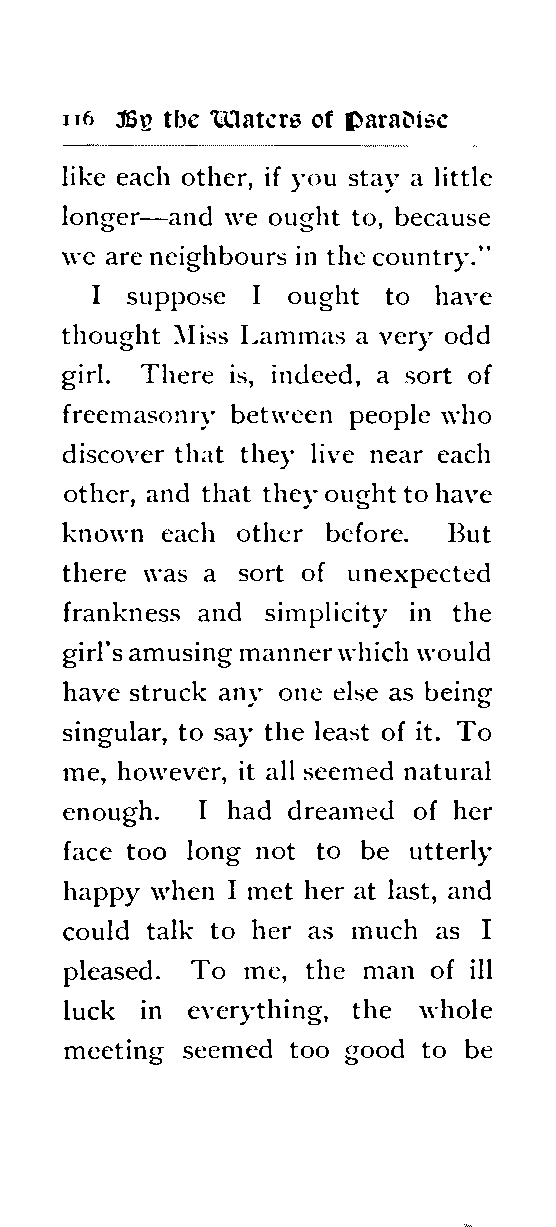 116 By the Waters of Paradise
like each other, if you stay a little
longer—and we ought to, because
we are neighbours in the country."
I suppose I ought to have
thought Miss Lammas a very odd
girl. There is, indeed, a sort of
freemasonry between people who
discover that they live near each
other, and that they ought to have
known each other before. But
there was a sort of unexpected
frankness and simplicity in the
girl's amusing manner which would
have struck any one else as being
singular, to say the least of it. To
me, however, it all seemed natural
enough. I had dreamed of her
face too long not to be utterly
happy when I met her at last, and
could talk to her as much as I
pleased. To me, the man of ill
luck in everything, the whole
meeting seemed too good to be